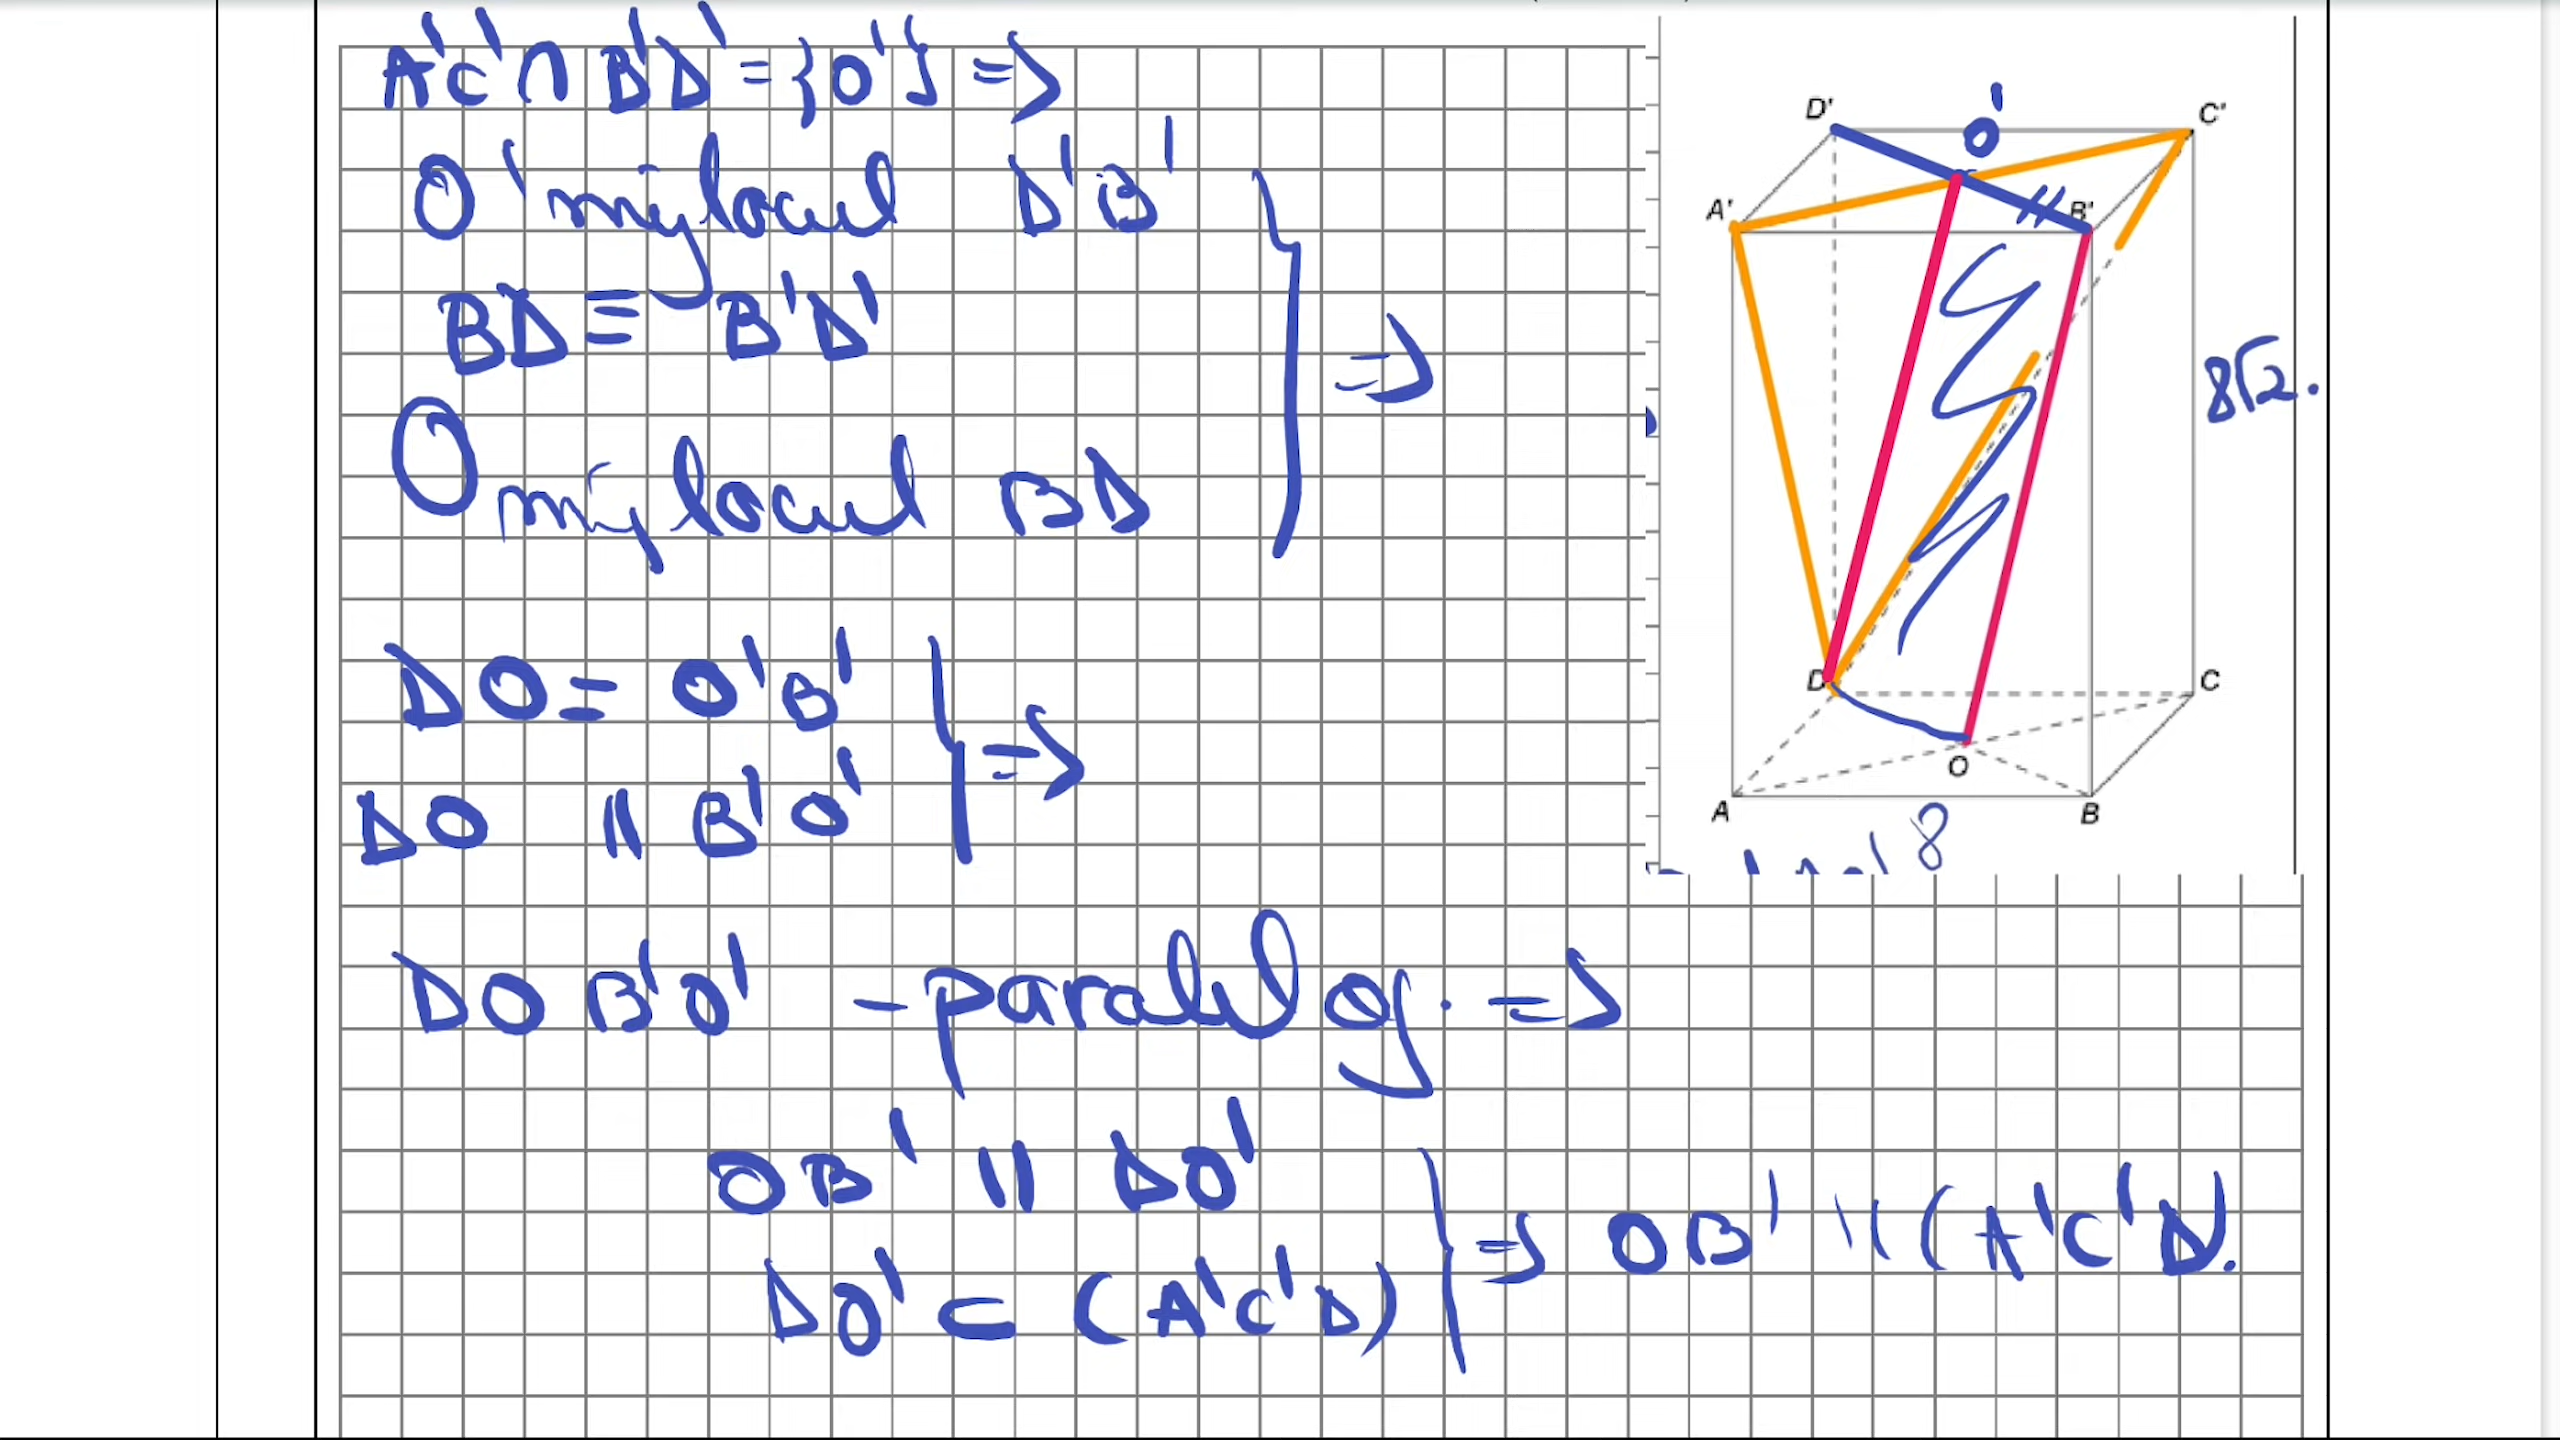 A'C' ∩ B'D' = {O'} =>
O' mijlocul D'B'
BD ≡ B'D' =>
O mijlocul BD
DO = O'B'
=>
DO || B'O'
DOB'O' - paralelog. =>
OB' || DO'
=> OB' || (A'C'D).
DO' ⊂ (A'C'D)
O'
D'
C'
A'
B'
8√2.
D
C
O
A
B
8